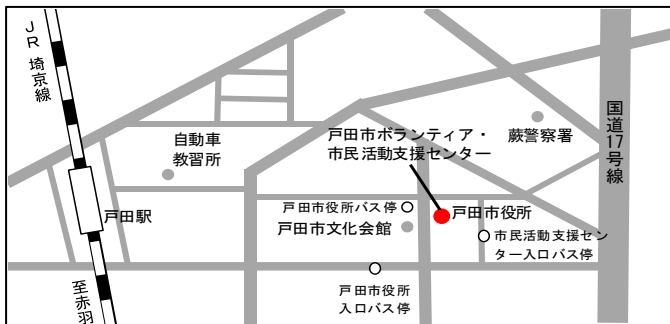 JR 埼京線
自動車
教習所
戸田市ボランティア・
市民活動支援センター
蕨警察署
国道17号線
戸田駅
戸田市役所バス停
戸田市文化会館
戸田市役所
市民活動支援セン
ター入口バス停
戸田市役所
入口バス停
至赤羽